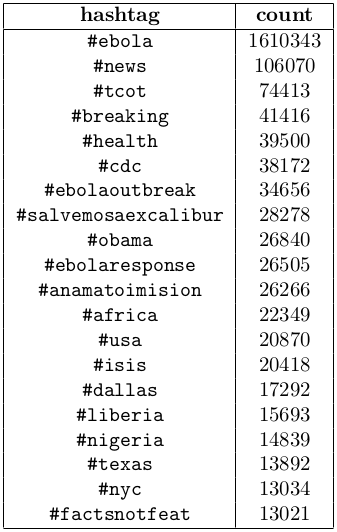 hashtag count
#ebola 1610343
#news 106070
#tcot 74413
#breaking 41416
#health 39500
#cdc 38172
#ebolaoutbreak 34656
#salvemosaexcalibur 28278
#obama 26840
#ebolaresponse 26505
#anamatoimision 26266
#africa 22349
#usa 20870
#isis 20418
#dallas 17292
#liberia 15693
#nigeria 14839
#texas 13892
#nyc 13034
#factsnotfeat 13021